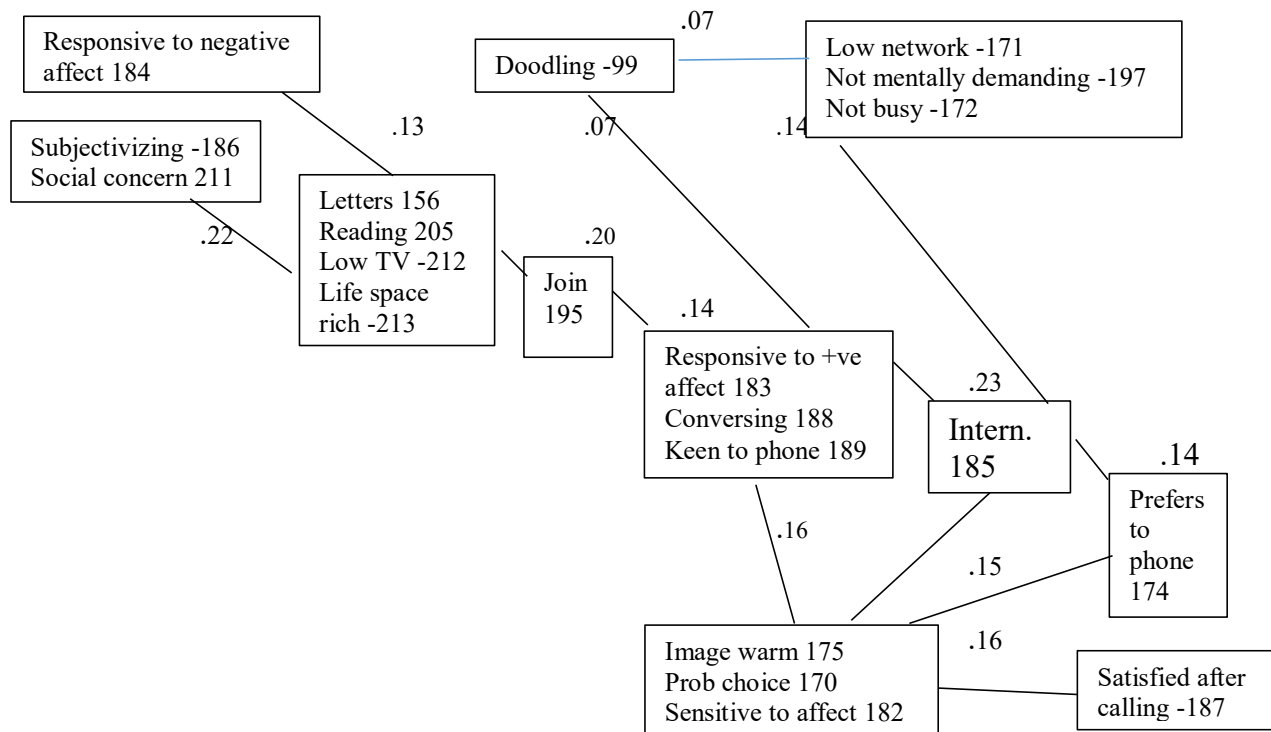 .07
Responsive to negative
affect 184
Doodling -99
Low network -171
Not mentally demanding -197
Not busy -172
.13
.07
.14
Subjectivizing -186
Social concern 211
.22
Letters 156
Reading 205
Low TV -212
Life space
rich -213
.20
Join
195
.14
Responsive to +ve
affect 183
Conversing 188
Keen to phone 189
.23
Intern.
185
.14
Prefers
to
phone
174
.16
.15
Image warm 175
Prob choice 170
Sensitive to affect 182
.16
Satisfied after
calling -187